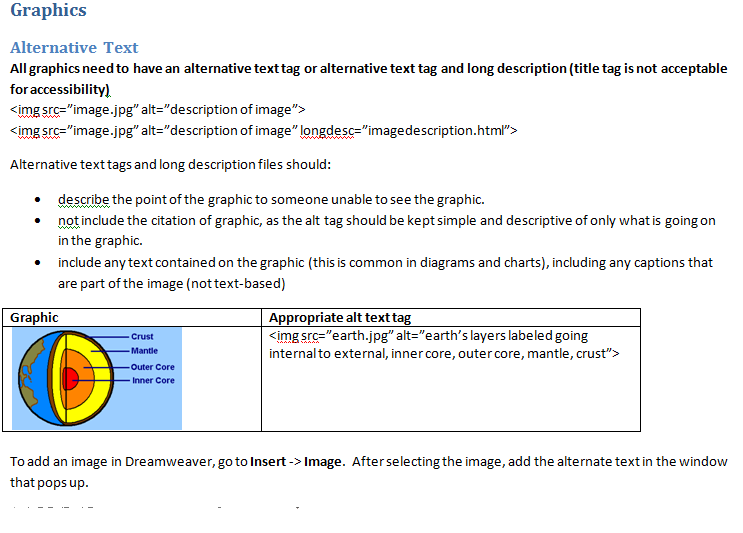 Graphics
Alternative Text
All graphics need to have an alternative text tag or alternative text tag and long description (title tag is not acceptable
for accessibility)
<img src="image.jpg" alt="description of image">
<img src="image.jpg" alt="description of image" longdesc="imagedescription.html">
Alternative text tags and long description files should:
• describe the point of the graphic to someone unable to see the graphic.
• not include the citation of graphic, as the alt tag should be kept simple and descriptive of only what is going on
in the graphic.
• include any text contained on the graphic (this is common in diagrams and charts), including any captions that
are part of the image (not text-based)
Graphic
Crust
Mantle
Outer Core
Inner Core
Appropriate alt text tag
<img src="earth.jpg" alt="earth's layers labeled going
internal to external, inner core, outer core, mantle, crust">
To add an image in Dreamweaver, go to Insert -> Image. After selecting the image, add the alternate text in the window
that pops up.